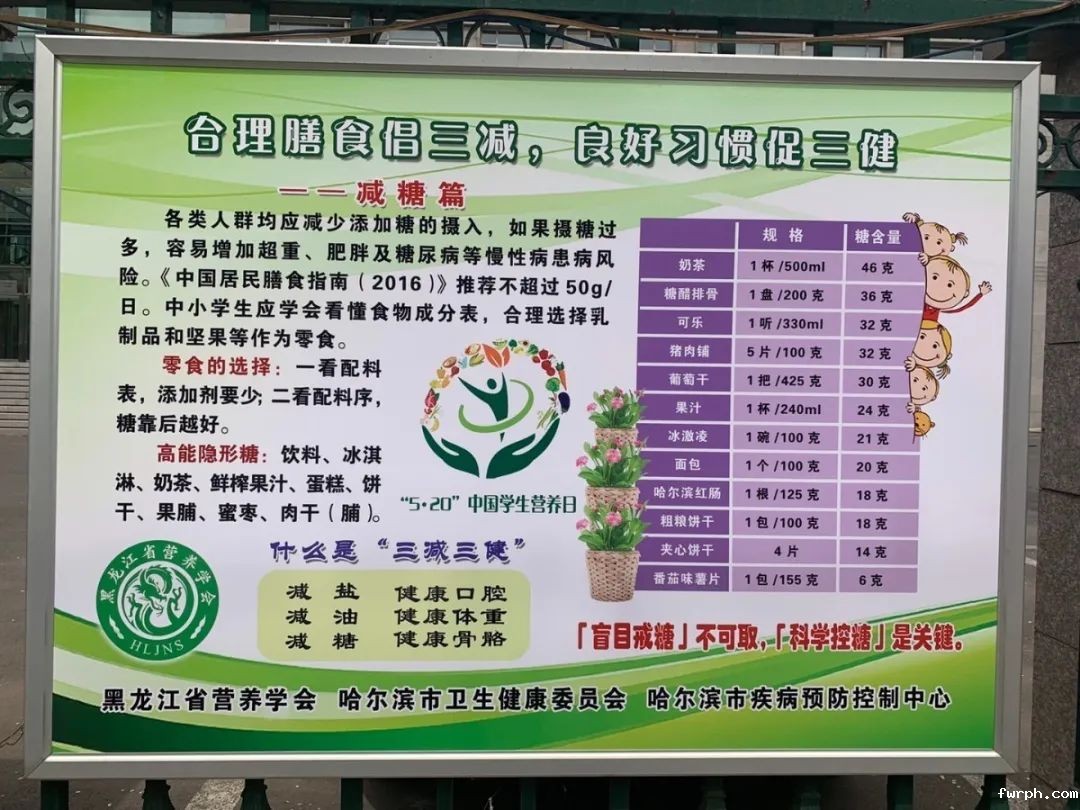 合理膳食倡三减，良好习惯促三健
——减糖篇
各类人群均应减少添加糖的摄入，如果摄糖过
多，容易增加超重、肥胖及糖尿病等慢性病患病风
险。《中国居民膳食指南（2016）》推荐不超过50g/
日。中小学生应学会看懂食物成分表，合理选择乳
制品和坚果等作为零食。
零食的选择：一看配料
表，添加剂要少；二看配料序，
糖靠后越好。
高能隐形糖：饮料、冰淇
淋、奶茶、鲜榨果汁、蛋糕、饼
干、果脯、蜜枣、肉干（脯）。
“5·20”中国学生营养日
规格 糖含量
奶茶 1杯/500ml 46克
糖醋排骨 1盘/200克 36克
可乐 1听/330ml 32克
猪肉铺 5片/100克 32克
葡萄干 1把/425克 30克
果汁 1杯/240ml 24克
冰激凌 1碗/100克 21克
面包 1个/100克 20克
哈尔滨红肠 1根/125克 18克
粗粮饼干 1包/100克 18克
夹心饼干 4片 14克
番茄味薯片 1包/155克 6克
什么是“三减三健”
减盐 健康口腔
减油 健康体重
减糖 健康骨骼
黑龙江省营养学会
HLJNS
「盲目戒糖」不可取，「科学控糖」是关键。
黑龙江省营养学会 哈尔滨市卫生健康委员会 哈尔滨市疾病预防控制中心
fwrph.com